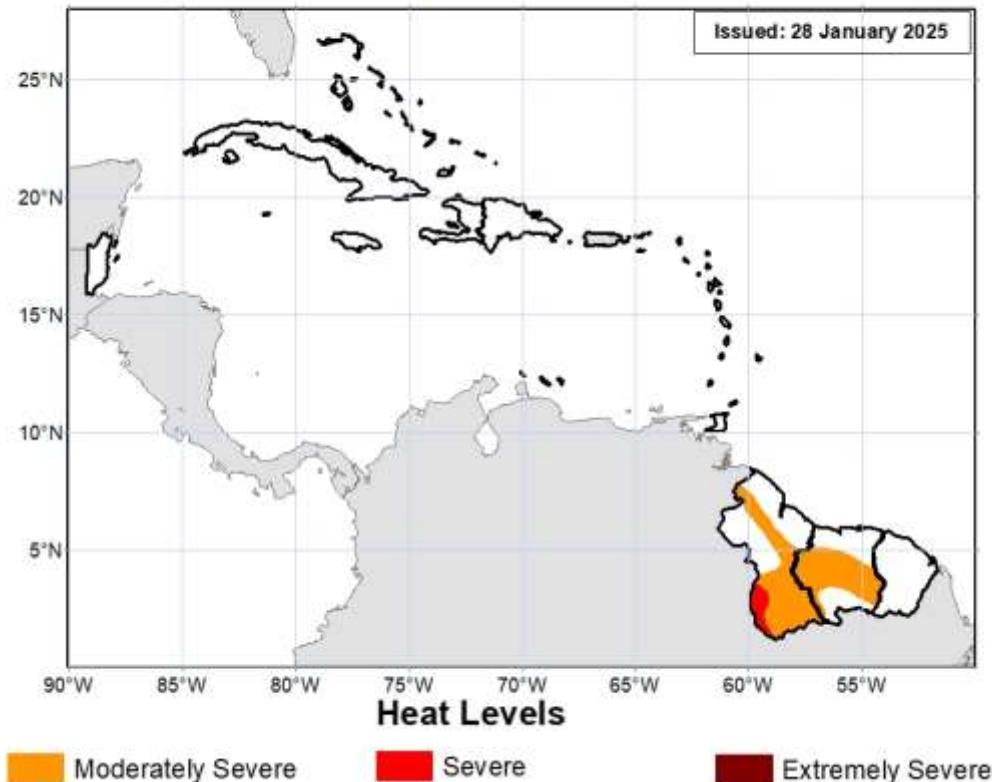 Issued: 28 January 2025
25°N
20°N
15°N
10°N
5°N
90°W 85°W 80°W 75°W 70°W 65°W 60°W 55°W
Heat Levels
Moderately Severe Severe Extremely Severe